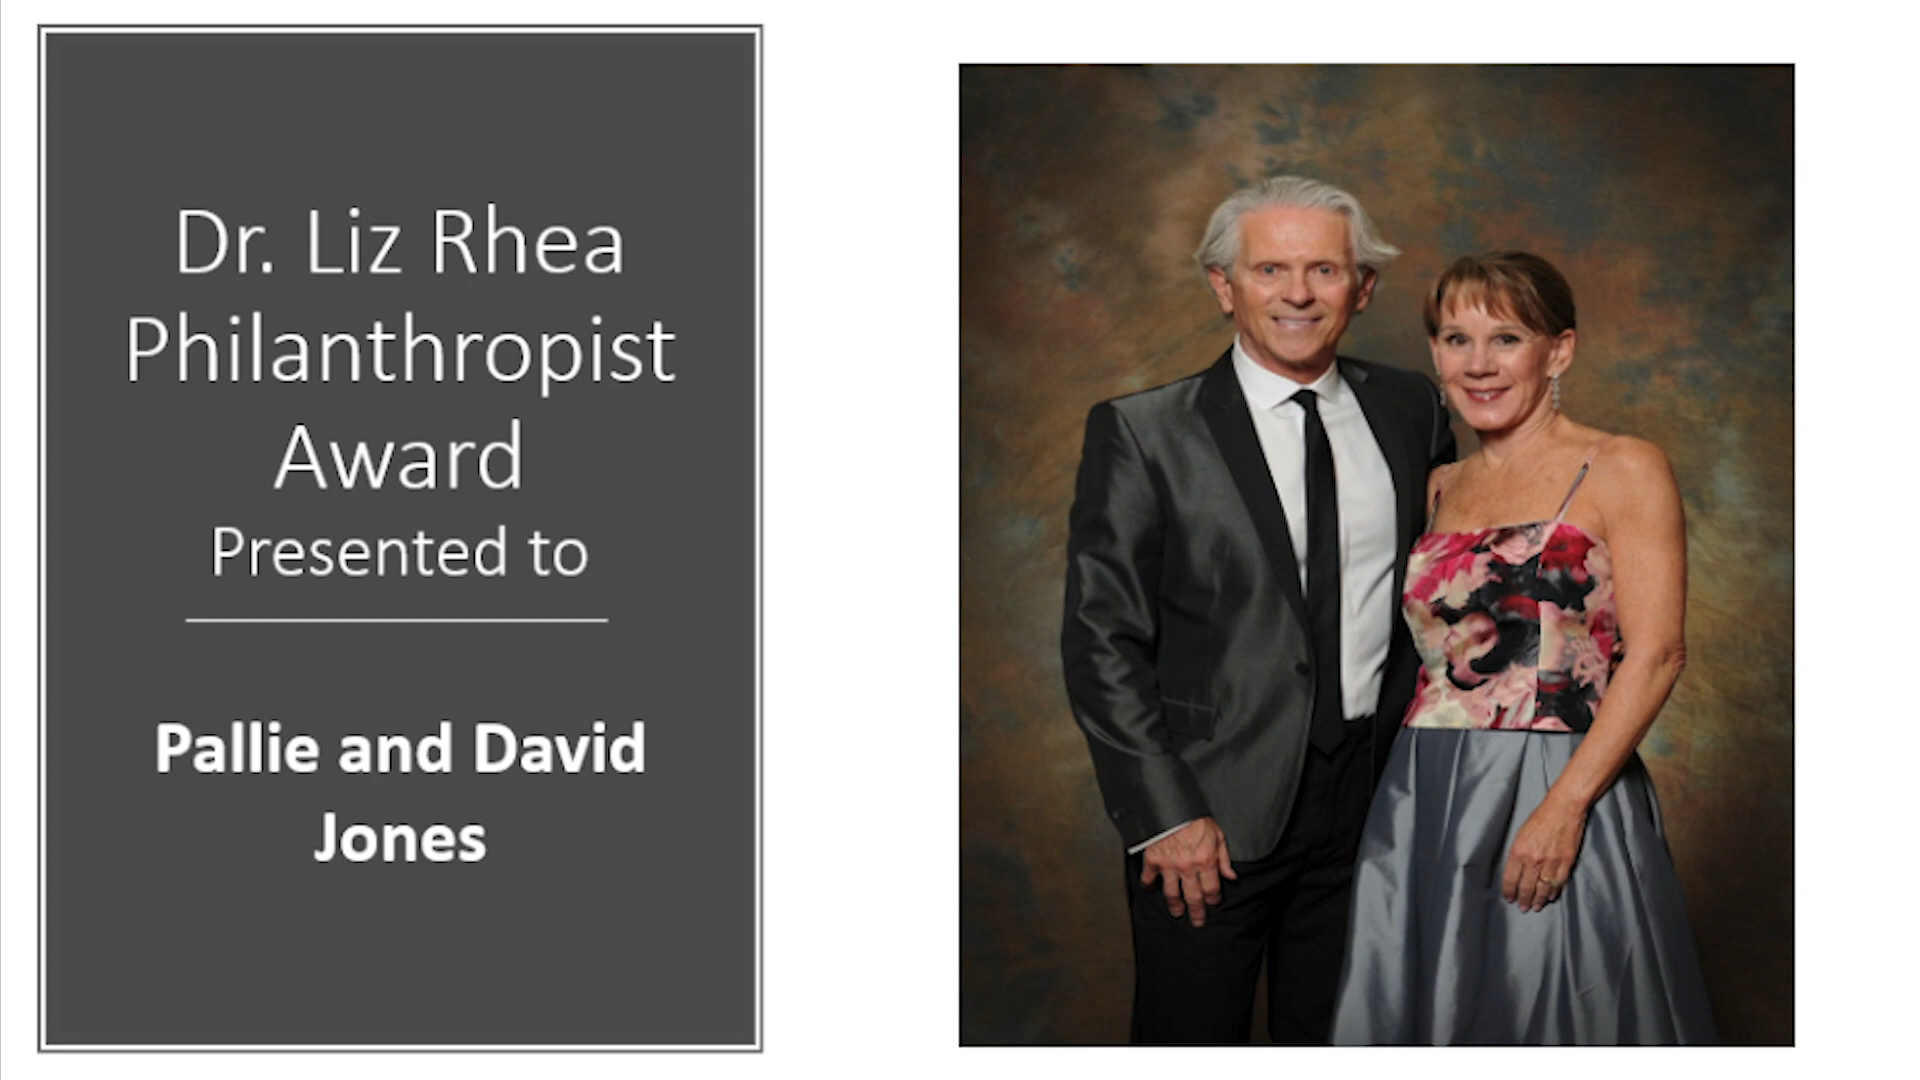 Dr. Liz Rhea
Philanthropist
Award
Presented to
Pallie and David
Jones